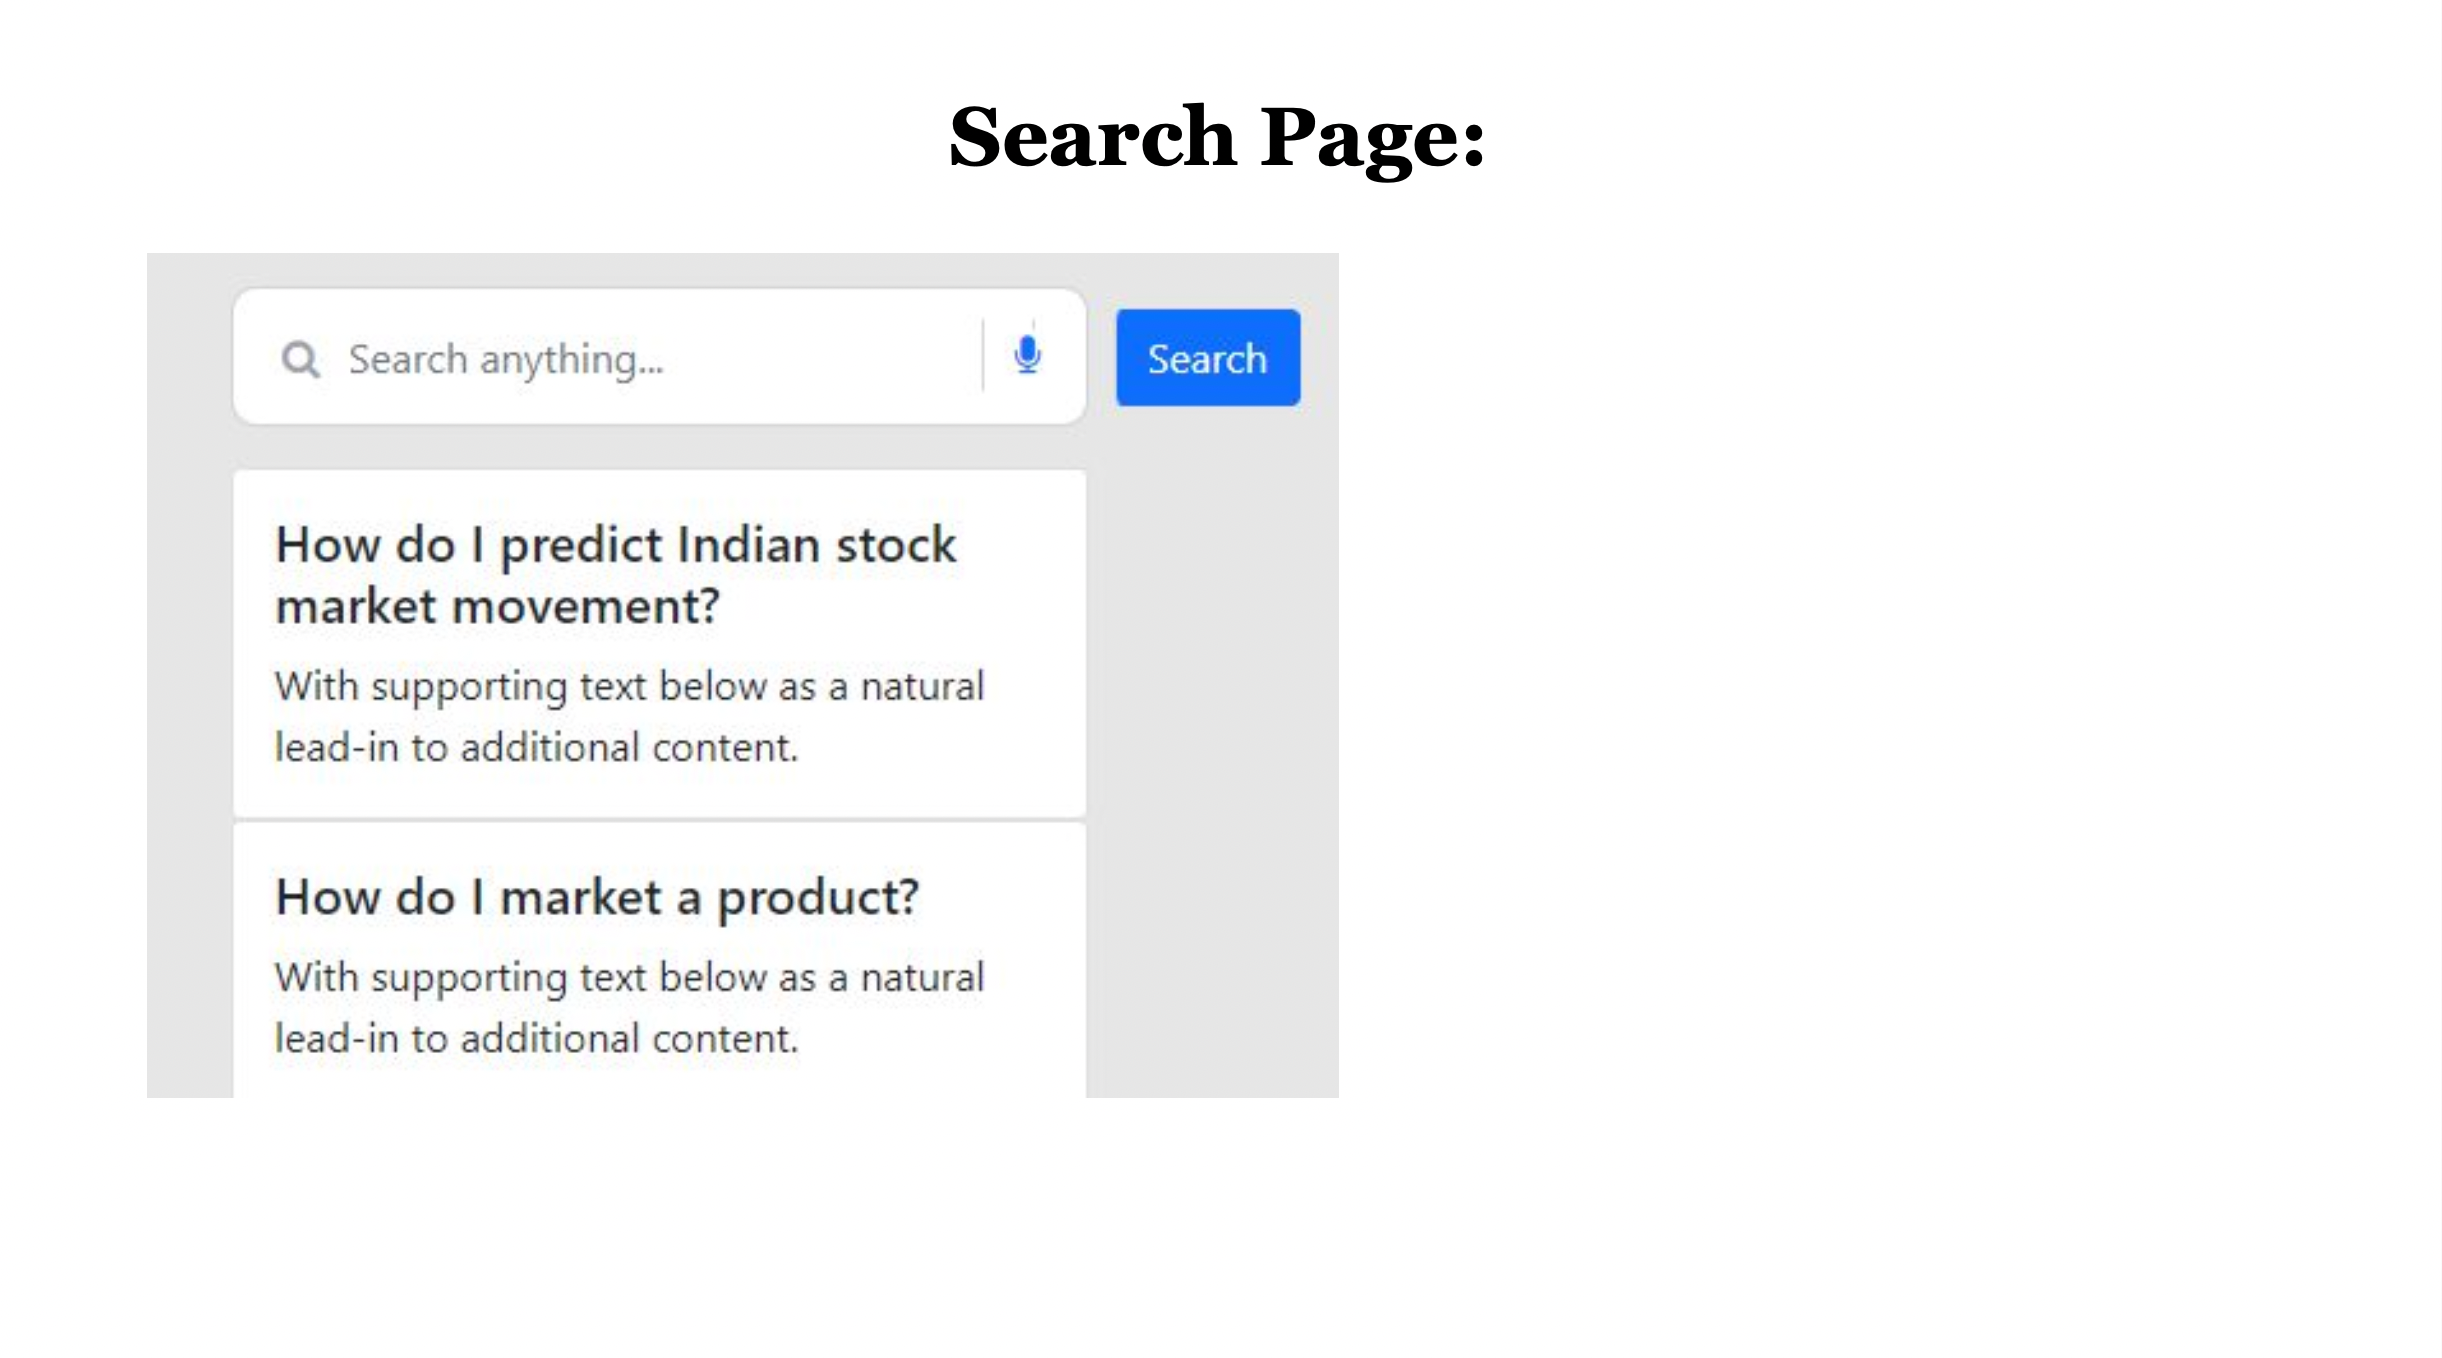 Search Page:
Search anything...
Search
How do I predict Indian stock
market movement?
With supporting text below as a natural
lead-in to additional content.
How do I market a product?
With supporting text below as a natural
lead-in to additional content.